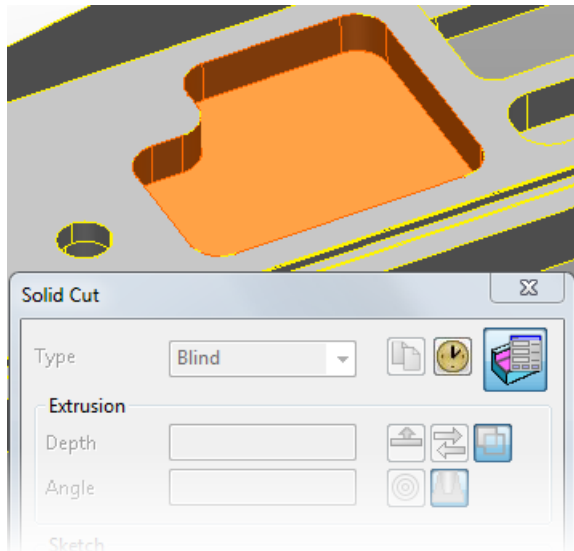 Solid Cut
Type
Blind
Extrusion
Depth
Angle
Sketch